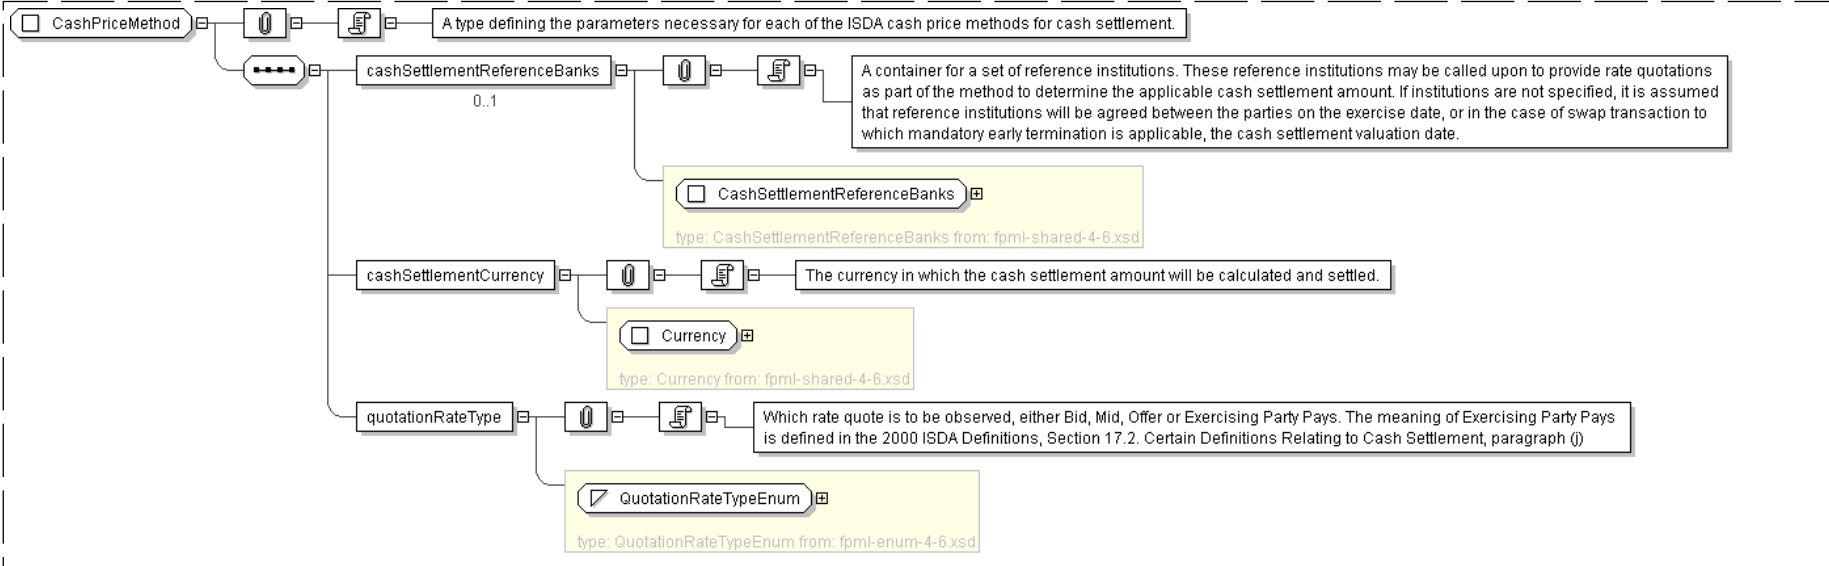 CashPriceMethod
A type defining the parameters necessary for each of the ISDA cash price methods for cash settlement.
cashSettlementReferenceBanks
0..1
A container for a set of reference institutions. These reference institutions may be called upon to provide rate quotations
as part of the method to determine the applicable cash settlement amount. If institutions are not specified, it is assumed
that reference institutions will be agreed between the parties on the exercise date, or in the case of swap transaction to
which mandatory early termination is applicable, the cash settlement valuation date.
CashSettlementReferenceBanks
type: CashSettlementReferenceBanks from: fpml-shared-4-6.xsd
cashSettlementCurrency
The currency in which the cash settlement amount will be calculated and settled.
Currency
type: Currency from: fpml-shared-4-6.xsd
quotationRateType
Which rate quote is to be observed, either Bid, Mid, Offer or Exercising Party Pays. The meaning of Exercising Party Pays
is defined in the 2000 ISDA Definitions, Section 17.2. Certain Definitions Relating to Cash Settlement, paragraph (j)
QuotationRateTypeEnum
type: QuotationRateTypeEnum from: fpml-enum-4-6.xsd